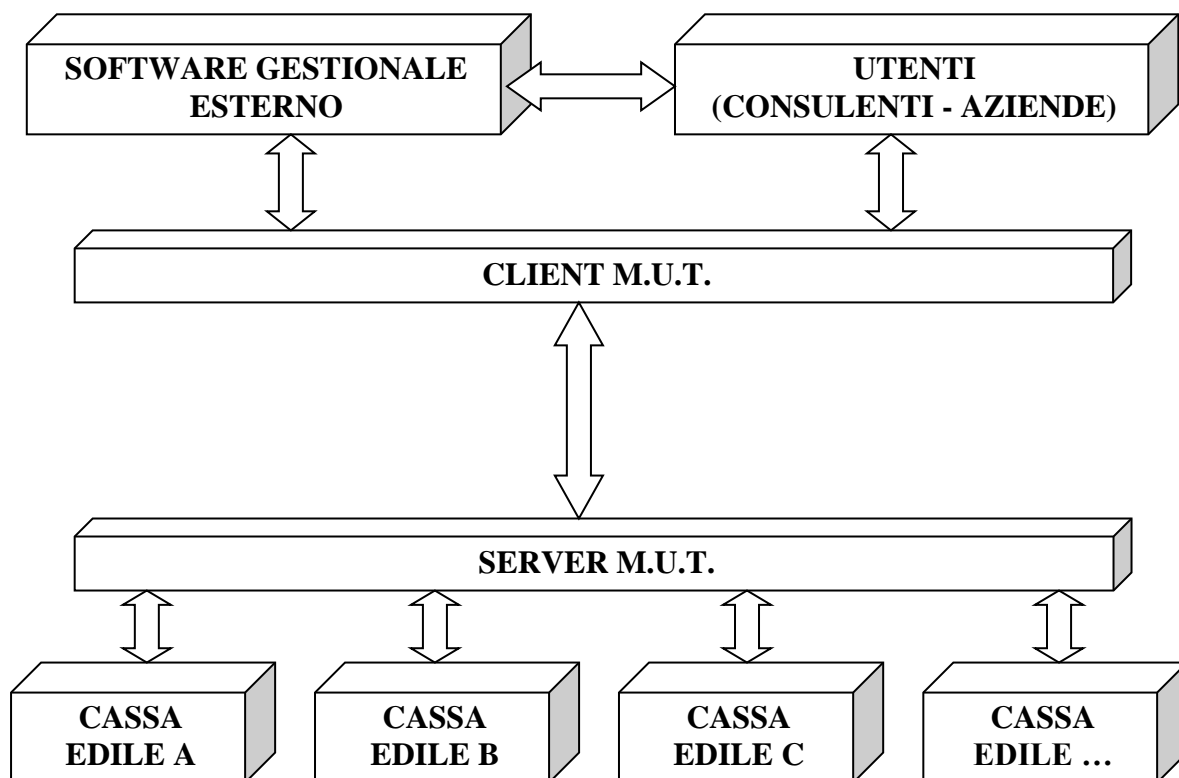 SOFTWARE GESTIONALE
ESTERNO
UTENTI
(CONSULENTI - AZIENDE)
CLIENT M.U.T.
SERVER M.U.T.
CASSA
EDILE A
CASSA
EDILE B
CASSA
EDILE C
CASSA
EDILE …